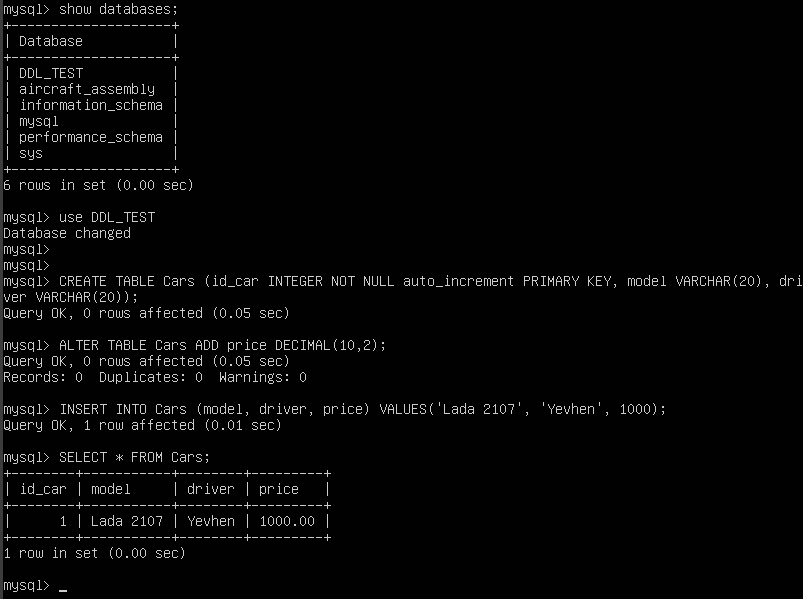 mysql> show databases;
+--------------------+
| Database           |
+--------------------+
| DDL_TEST           |
| aircraft_assembly  |
| information_schema |
| mysql              |
| performance_schema |
| sys                |
+--------------------+
6 rows in set (0.00 sec)

mysql> use DDL_TEST
Database changed
mysql>
mysql>
mysql> CREATE TABLE Cars (id_car INTEGER NOT NULL auto_increment PRIMARY KEY, model VARCHAR(20), dri
ver VARCHAR(20));
Query OK, 0 rows affected (0.05 sec)

mysql> ALTER TABLE Cars ADD price DECIMAL(10,2);
Query OK, 0 rows affected (0.05 sec)
Records: 0  Duplicates: 0  Warnings: 0

mysql> INSERT INTO Cars (model, driver, price) VALUES('Lada 2107', 'Yevhen', 1000);
Query OK, 1 row affected (0.01 sec)

mysql> SELECT * FROM Cars;
+--------+-----------+--------+---------+
| id_car | model     | driver | price   |
+--------+-----------+--------+---------+
|      1 | Lada 2107 | Yevhen | 1000.00 |
+--------+-----------+--------+---------+
1 row in set (0.00 sec)

mysql> _